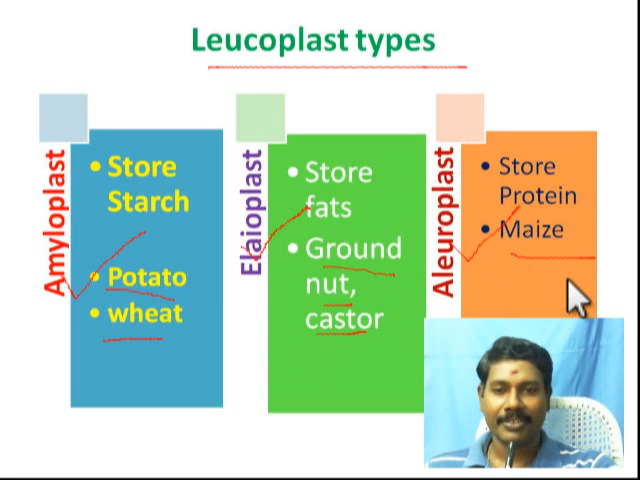 Leucoplast types
Amyloplast
• Store
Starch
• Potato
• wheat
Elaioplast
• Store
fats
• Ground
nut,
castor
Aleuroplast
• Store
Protein
• Maize